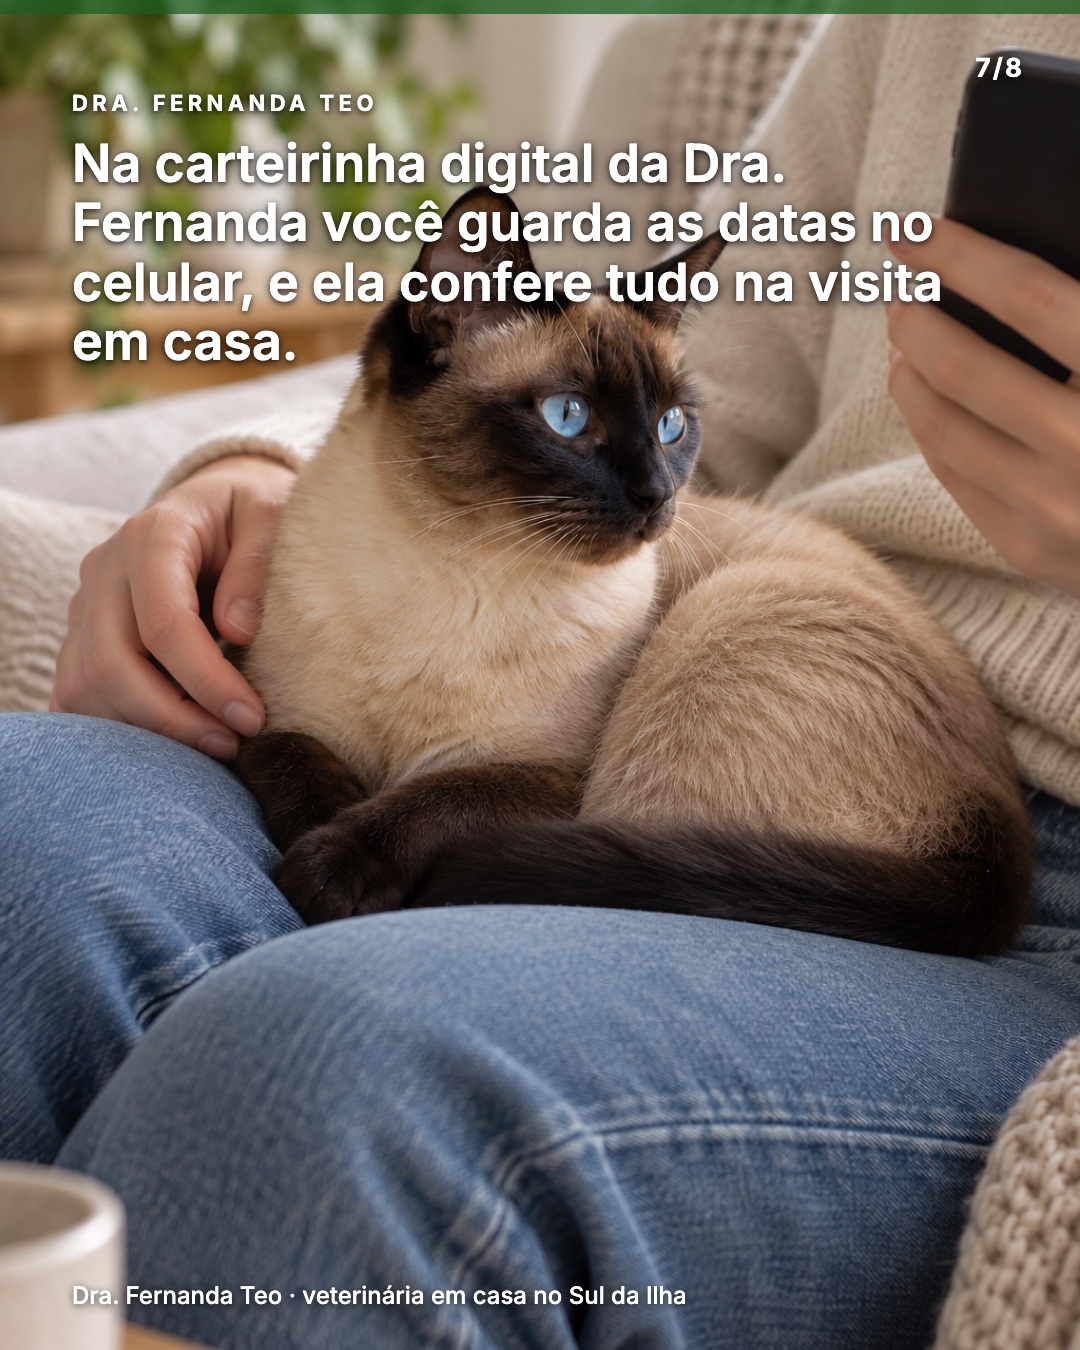 7/8
DRA. FERNANDA TEO
Na carteirinha digital da Dra.
Fernanda você guarda as datas no
celular, e ela confere tudo na visita
em casa.
Dra. Fernanda Teo · veterinária em casa no Sul da Ilha